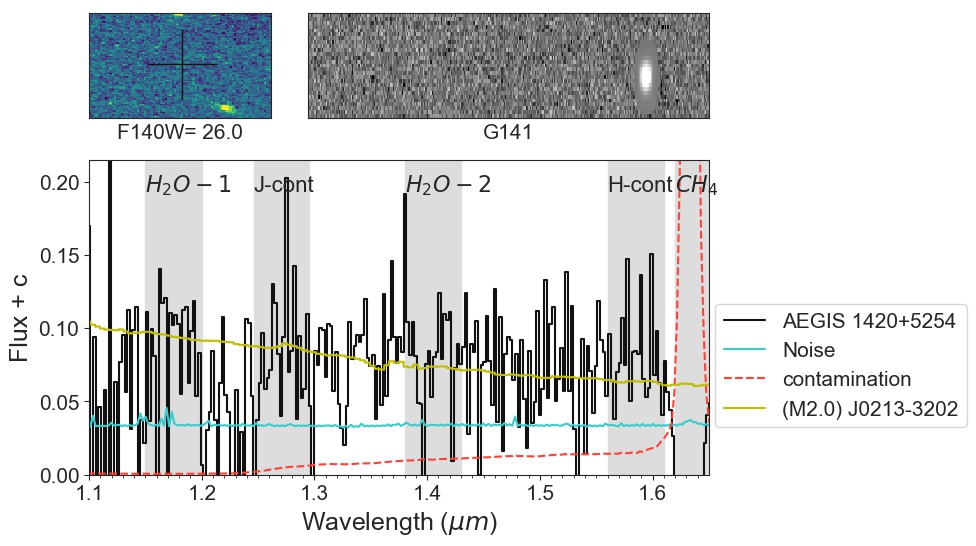 F140W= 26.0
G141
H₂O − 1
J-cont
H₂O − 2
H-cont
CH₄
Flux + c
0.20
0.15
0.10
0.05
0.00
1.1
1.2
1.3
1.4
1.5
1.6
Wavelength (μm)
AEGIS 1420+5254
Noise
contamination
(M2.0) J0213-3202